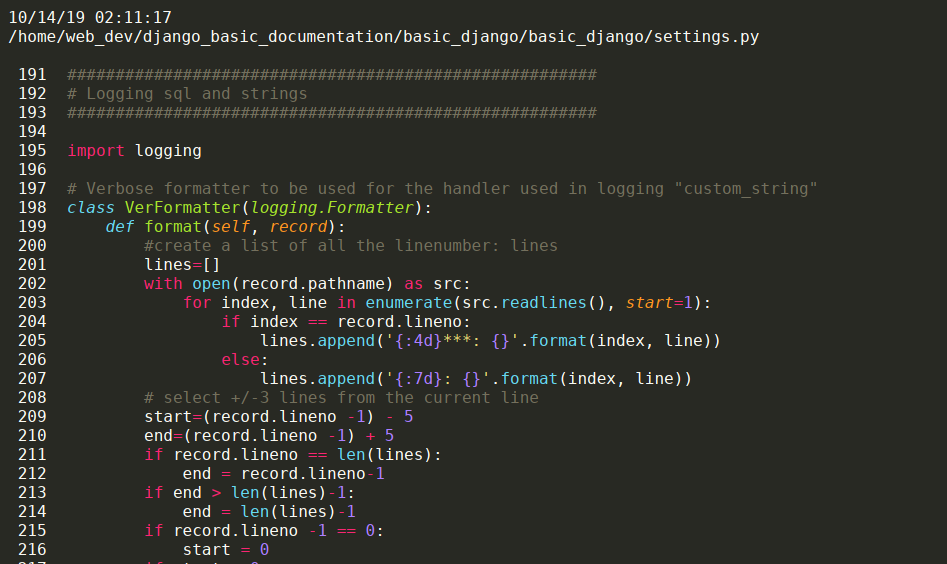 10/14/19 02:11:17
/home/web_dev/django_basic_documentation/basic_django/basic_django/settings.py
191 #######################################################
192 # Logging sql and strings
193 #######################################################
194
195 import logging
196
197 # Verbose formatter to be used for the handler used in logging "custom_string"
198 class VerFormatter(logging.Formatter):
199     def format(self, record):
200         #create a list of all the linenumber: lines
201         lines=[]
202         with open(record.pathname) as src:
203             for index, line in enumerate(src.readlines(), start=1):
204                 if index == record.lineno:
205                     lines.append('{:4d}***: {}'.format(index, line))
206                 else:
207                     lines.append('{:7d}: {}'.format(index, line))
208         # select +/-3 lines from the current line
209         start=(record.lineno -1) - 5
210         end=(record.lineno -1) + 5
211         if record.lineno == len(lines):
212             end = record.lineno-1
213         if end > len(lines)-1:
214             end = len(lines)-1
215         if record.lineno -1 == 0:
216             start = 0